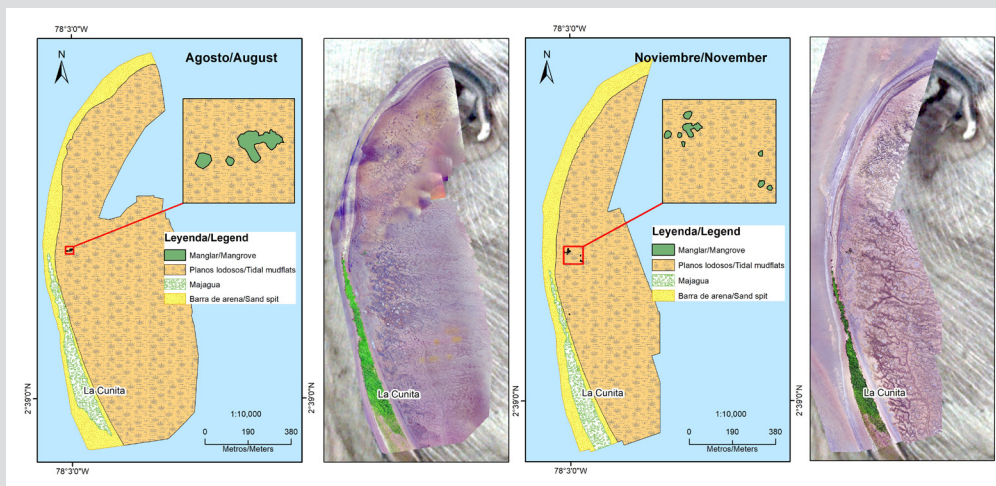 78°3'0"W
N
Agosto/August
Leyenda/Legend
Manglar/Mangrove
Planos lodosos/Tidal mudflats
Majagua
Barra de arena/Sand spit
La Cunita
2°39'0"N
1:10,000
0 190 380
Metros/Meters
78°3'0"W
La Cunita
2°39'0"N
78°3'0"W
N
Noviembre/November
Leyenda/Legend
Manglar/Mangrove
Planos lodosos/Tidal mudflats
Majagua
Barra de arena/Sand spit
La Cunita
2°39'0"N
1:10,000
0 190 380
Metros/Meters
78°3'0"W
La Cunita